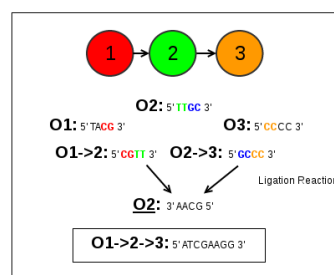 1 2 3
O2: 5'TTGC 3'
O1: 5'TACG 3' O3: 5'CCCC 3'
O1->2: 5'CGTT 3' O2->3: 5'GCCC 3'
Ligation Reaction
O2: 3'AACG 5'
O1->2->3: 5'ATCGAAGG 3'